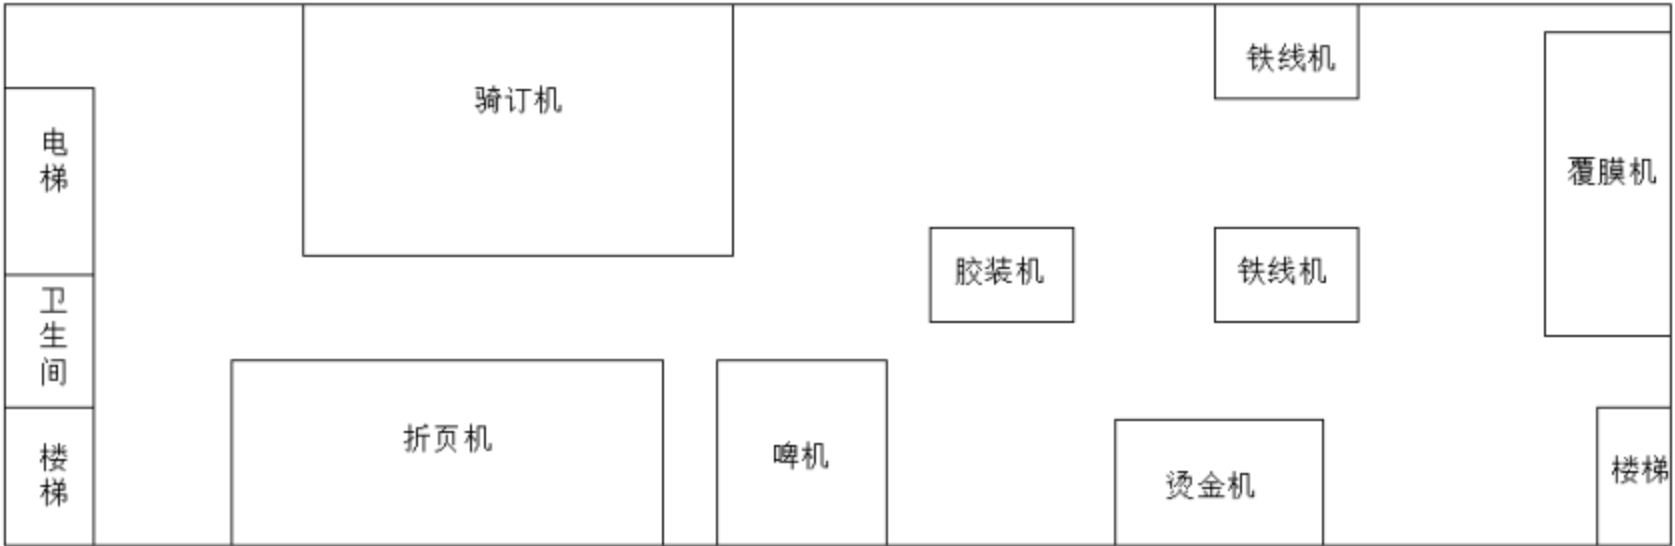 铁线机
骑订机
电
梯
覆膜机
胶装机
铁线机
卫
生
间
折页机
啤机
楼
梯
烫金机
楼梯